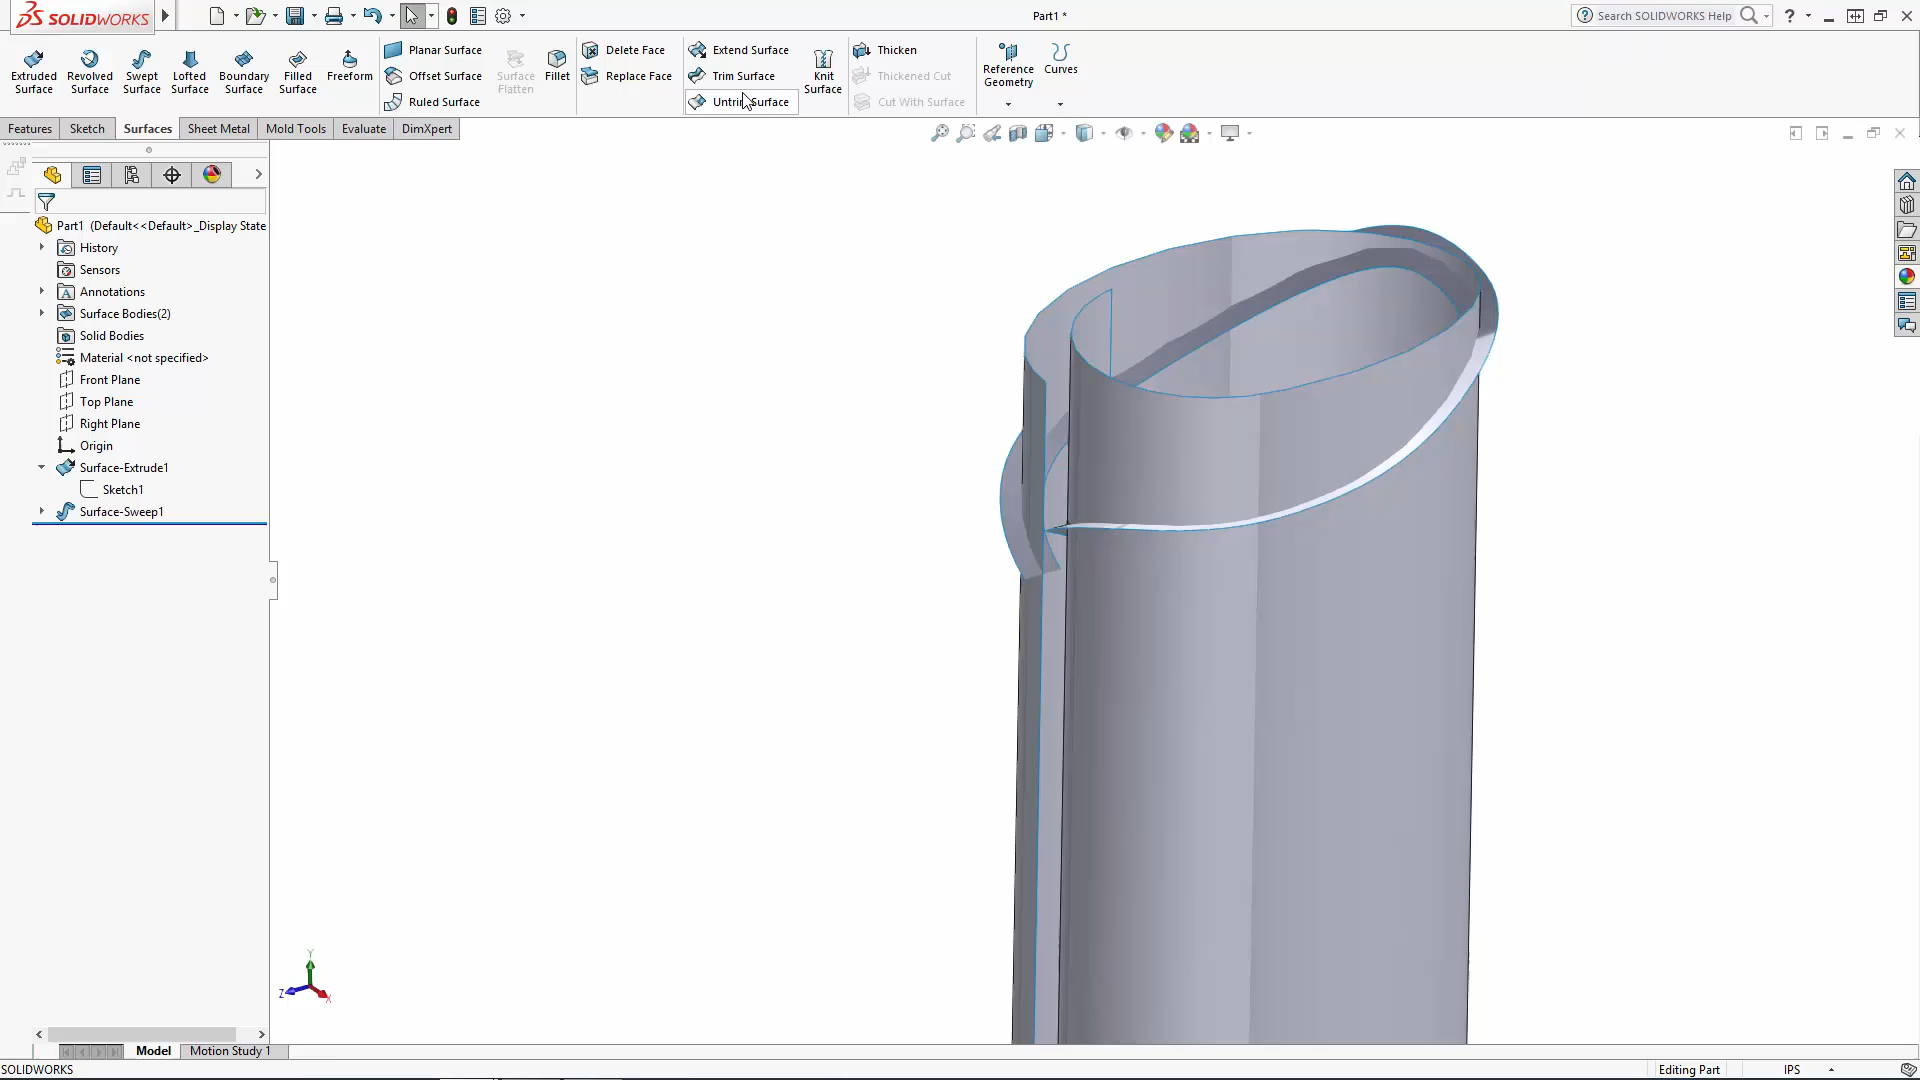 SOLIDWORKS
Part1 *
Search SOLIDWORKS Help
?
Extruded Surface
Revolved Surface
Swept Surface
Lofted Surface
Boundary Surface
Filled Surface
Freeform
Planar Surface
Offset Surface
Ruled Surface
Surface Flatten
Fillet
Delete Face
Replace Face
Extend Surface
Trim Surface
Untrim Surface
Knit Surface
Thicken
Thickened Cut
Cut With Surface
Reference Geometry
Curves
Features
Sketch
Surfaces
Sheet Metal
Mold Tools
Evaluate
DimXpert
Part1 (Default<<Default>_Display State
History
Sensors
Annotations
Surface Bodies(2)
Solid Bodies
Material <not specified>
Front Plane
Top Plane
Right Plane
Origin
Surface-Extrude1
Sketch1
Surface-Sweep1
Y
Z
X
Model
Motion Study 1
SOLIDWORKS
Editing Part
IPS